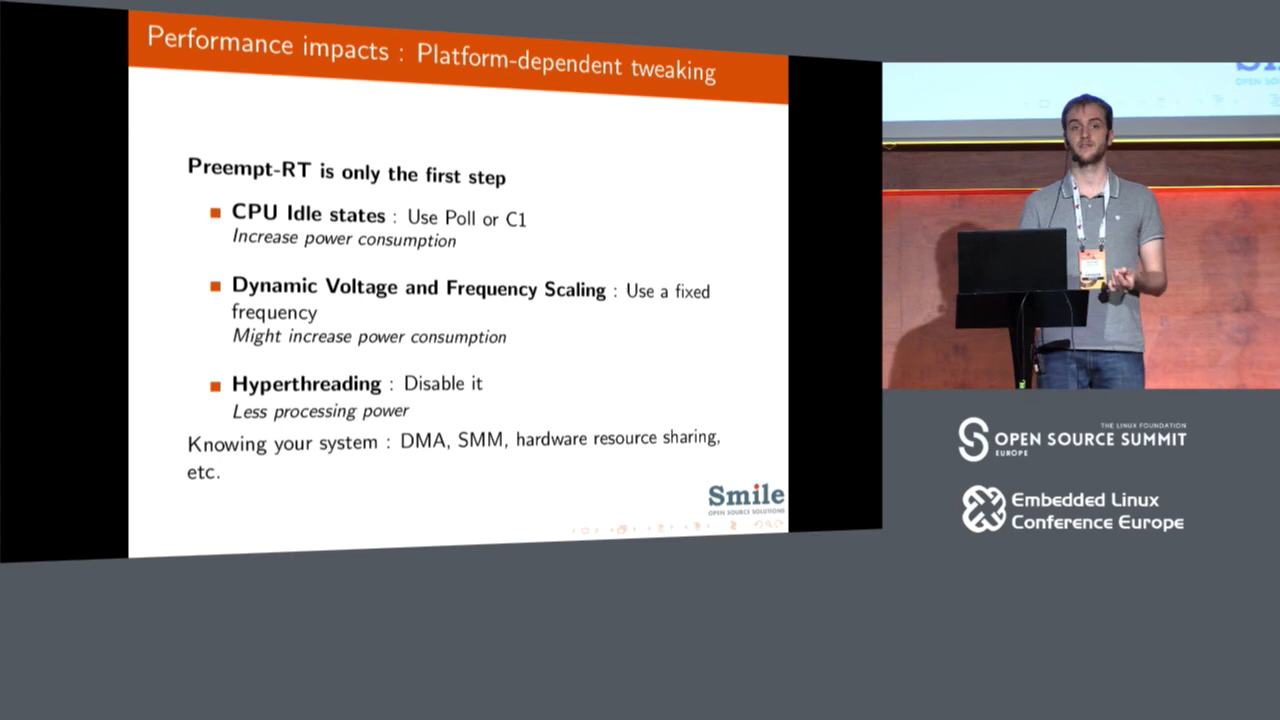 Performance impacts : Platform-dependent tweaking
Preempt-RT is only the first step
CPU Idle states : Use Poll or C1
Increase power consumption
Dynamic Voltage and Frequency Scaling : Use a fixed
frequency
Might increase power consumption
Hyperthreading : Disable it
Less processing power
Knowing your system : DMA, SMM, hardware resource sharing,
etc.
Smile
OPEN SOURCE SOLUTIONS
THE LINUX FOUNDATION
OPEN SOURCE SUMMIT
EUROPE
Embedded Linux
Conference Europe